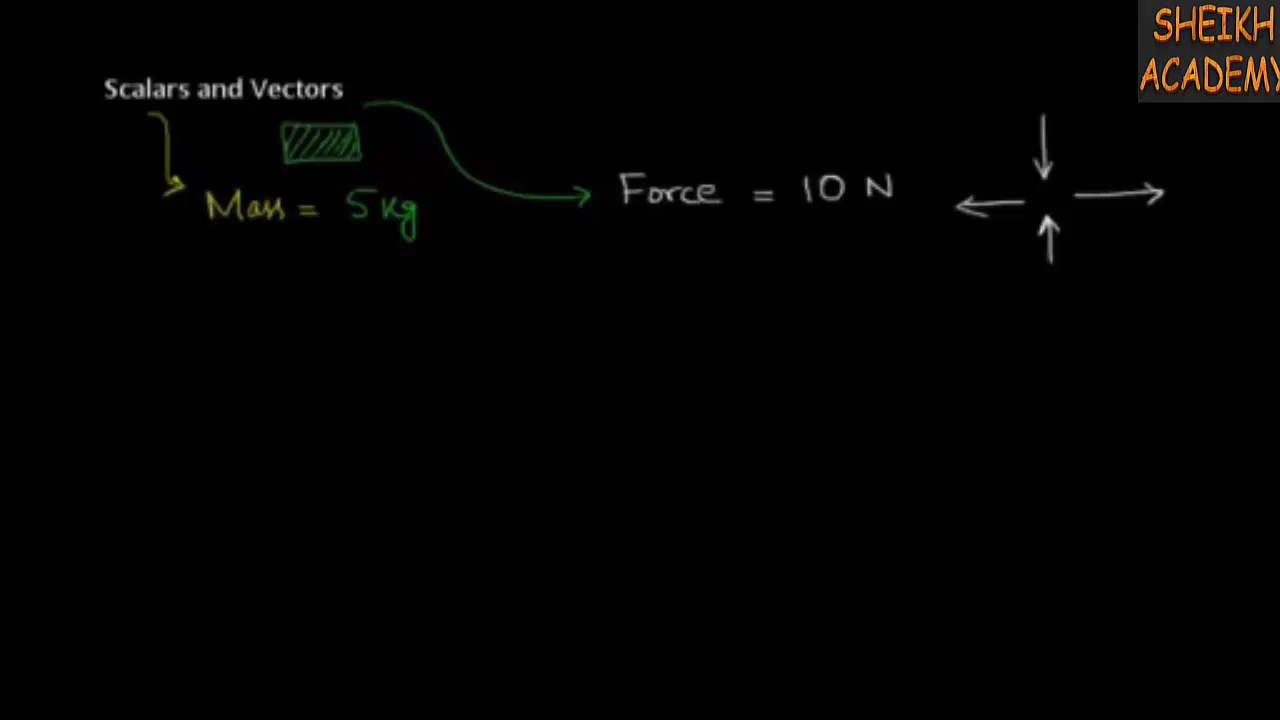 SHEIKH
ACADEMY
Scalars and Vectors
Mass = 5 kg
Force = 10 N